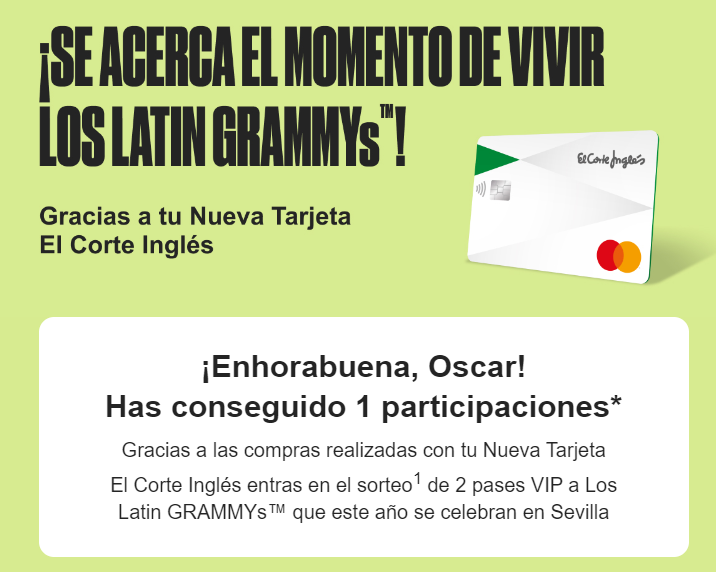 ¡SE ACERCA EL MOMENTO DE VIVIR
LOS LATIN GRAMMYs™!
Gracias a tu Nueva Tarjeta
El Corte Inglés
El Corte Inglés
¡Enhorabuena, Oscar!
Has conseguido 1 participaciones*
Gracias a las compras realizadas con tu Nueva Tarjeta
El Corte Inglés entras en el sorteo¹ de 2 pases VIP a Los
Latin GRAMMYs™ que este año se celebran en Sevilla